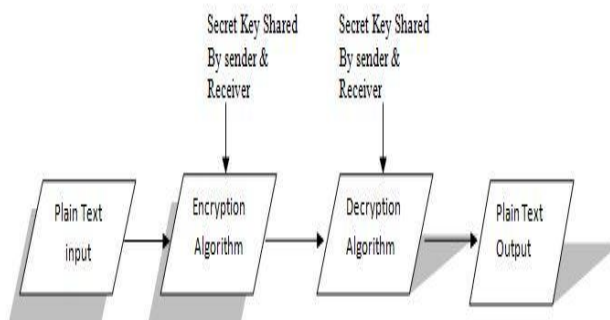 Secret Key Shared
By sender &
Receiver
Secret Key Shared
By sender &
Receiver
Plain Text
input
Encryption
Algorithm
Decryption
Algorithm
Plain Text
Output